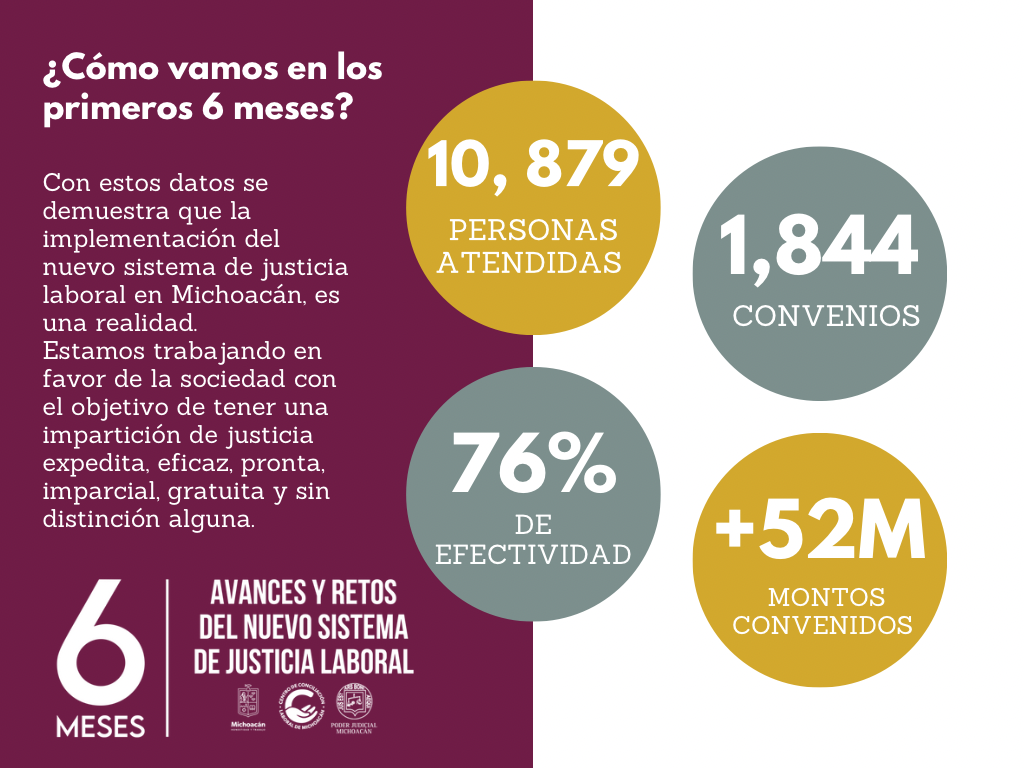 ¿Cómo vamos en los
primeros 6 meses?
Con estos datos se
demuestra que la
implementación del
nuevo sistema de justicia
laboral en Michoacán, es
una realidad.
Estamos trabajando en
favor de la sociedad con
el objetivo de tener una
impartición de justicia
expedita, eficaz, pronta,
imparcial, gratuita y sin
distinción alguna.
10, 879
PERSONAS
ATENDIDAS
1,844
CONVENIOS
76%
DE
EFECTIVIDAD
+52M
MONTOS
CONVENIDOS
6
MESES
AVANCES Y RETOS
DEL NUEVO SISTEMA
DE JUSTICIA LABORAL
Michoacán
CENTRO DE CONCILIACIÓN
LABORAL DE MICHOACÁN
PODER JUDICIAL
MICHOACÁN